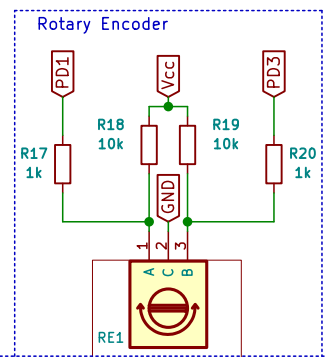 Rotary Encoder
PD1
Vcc
PD3
R18
10k
R19
10k
R17
1k
R20
1k
GND
1
2
3
A
C
B
RE1